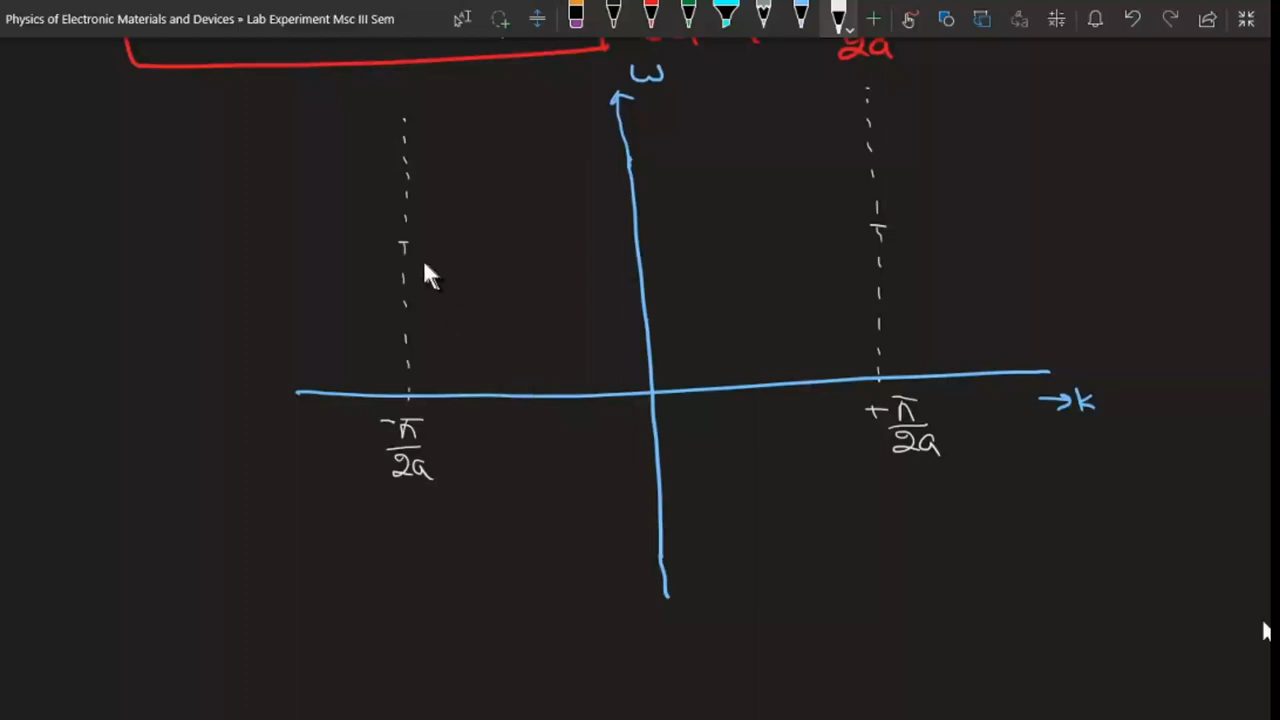 Physics of Electronic Materials and Devices » Lab Experiment Msc III Sem
2a
ω
→k
-π/2a
+π/2a